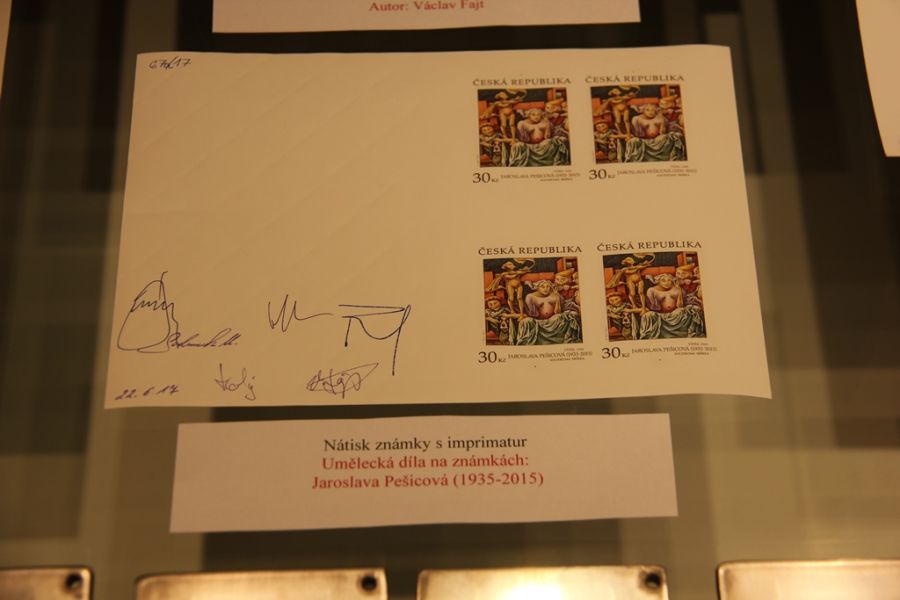 Autor: Václav Fajt
ČESKÁ REPUBLIKA
ČESKÁ REPUBLIKA
30 Kč
JAROSLAVA PEŠICOVÁ (1935–2015)
30 Kč
JAROSLAVA PEŠICOVÁ (1935–2015)
ČESKÁ REPUBLIKA
ČESKÁ REPUBLIKA
30 Kč
JAROSLAVA PEŠICOVÁ (1935–2015)
30 Kč
JAROSLAVA PEŠICOVÁ (1935–2015)
22. 6 17
Nátisk známky s imprimatur
Umělecká díla na známkách:
Jaroslava Pešicová (1935-2015)